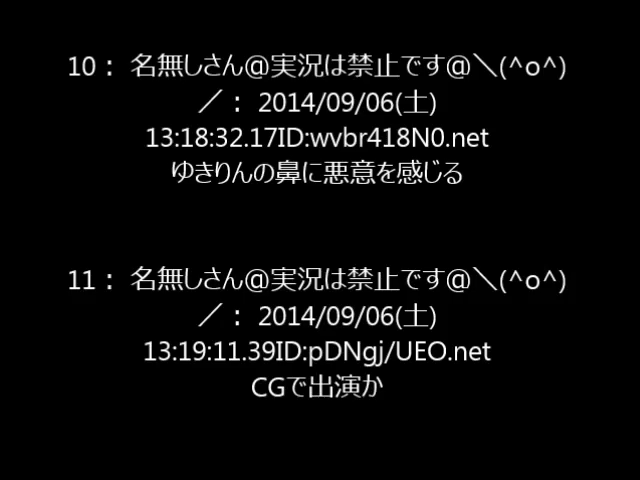 10： 名無しさん@実況は禁止です@＼(^o^)
／： 2014/09/06(土)
13:18:32.17ID:wvbr418N0.net
ゆきりんの鼻に悪意を感じる
11： 名無しさん@実況は禁止です@＼(^o^)
／： 2014/09/06(土)
13:19:11.39ID:pDNgj/UEO.net
CGで出演か